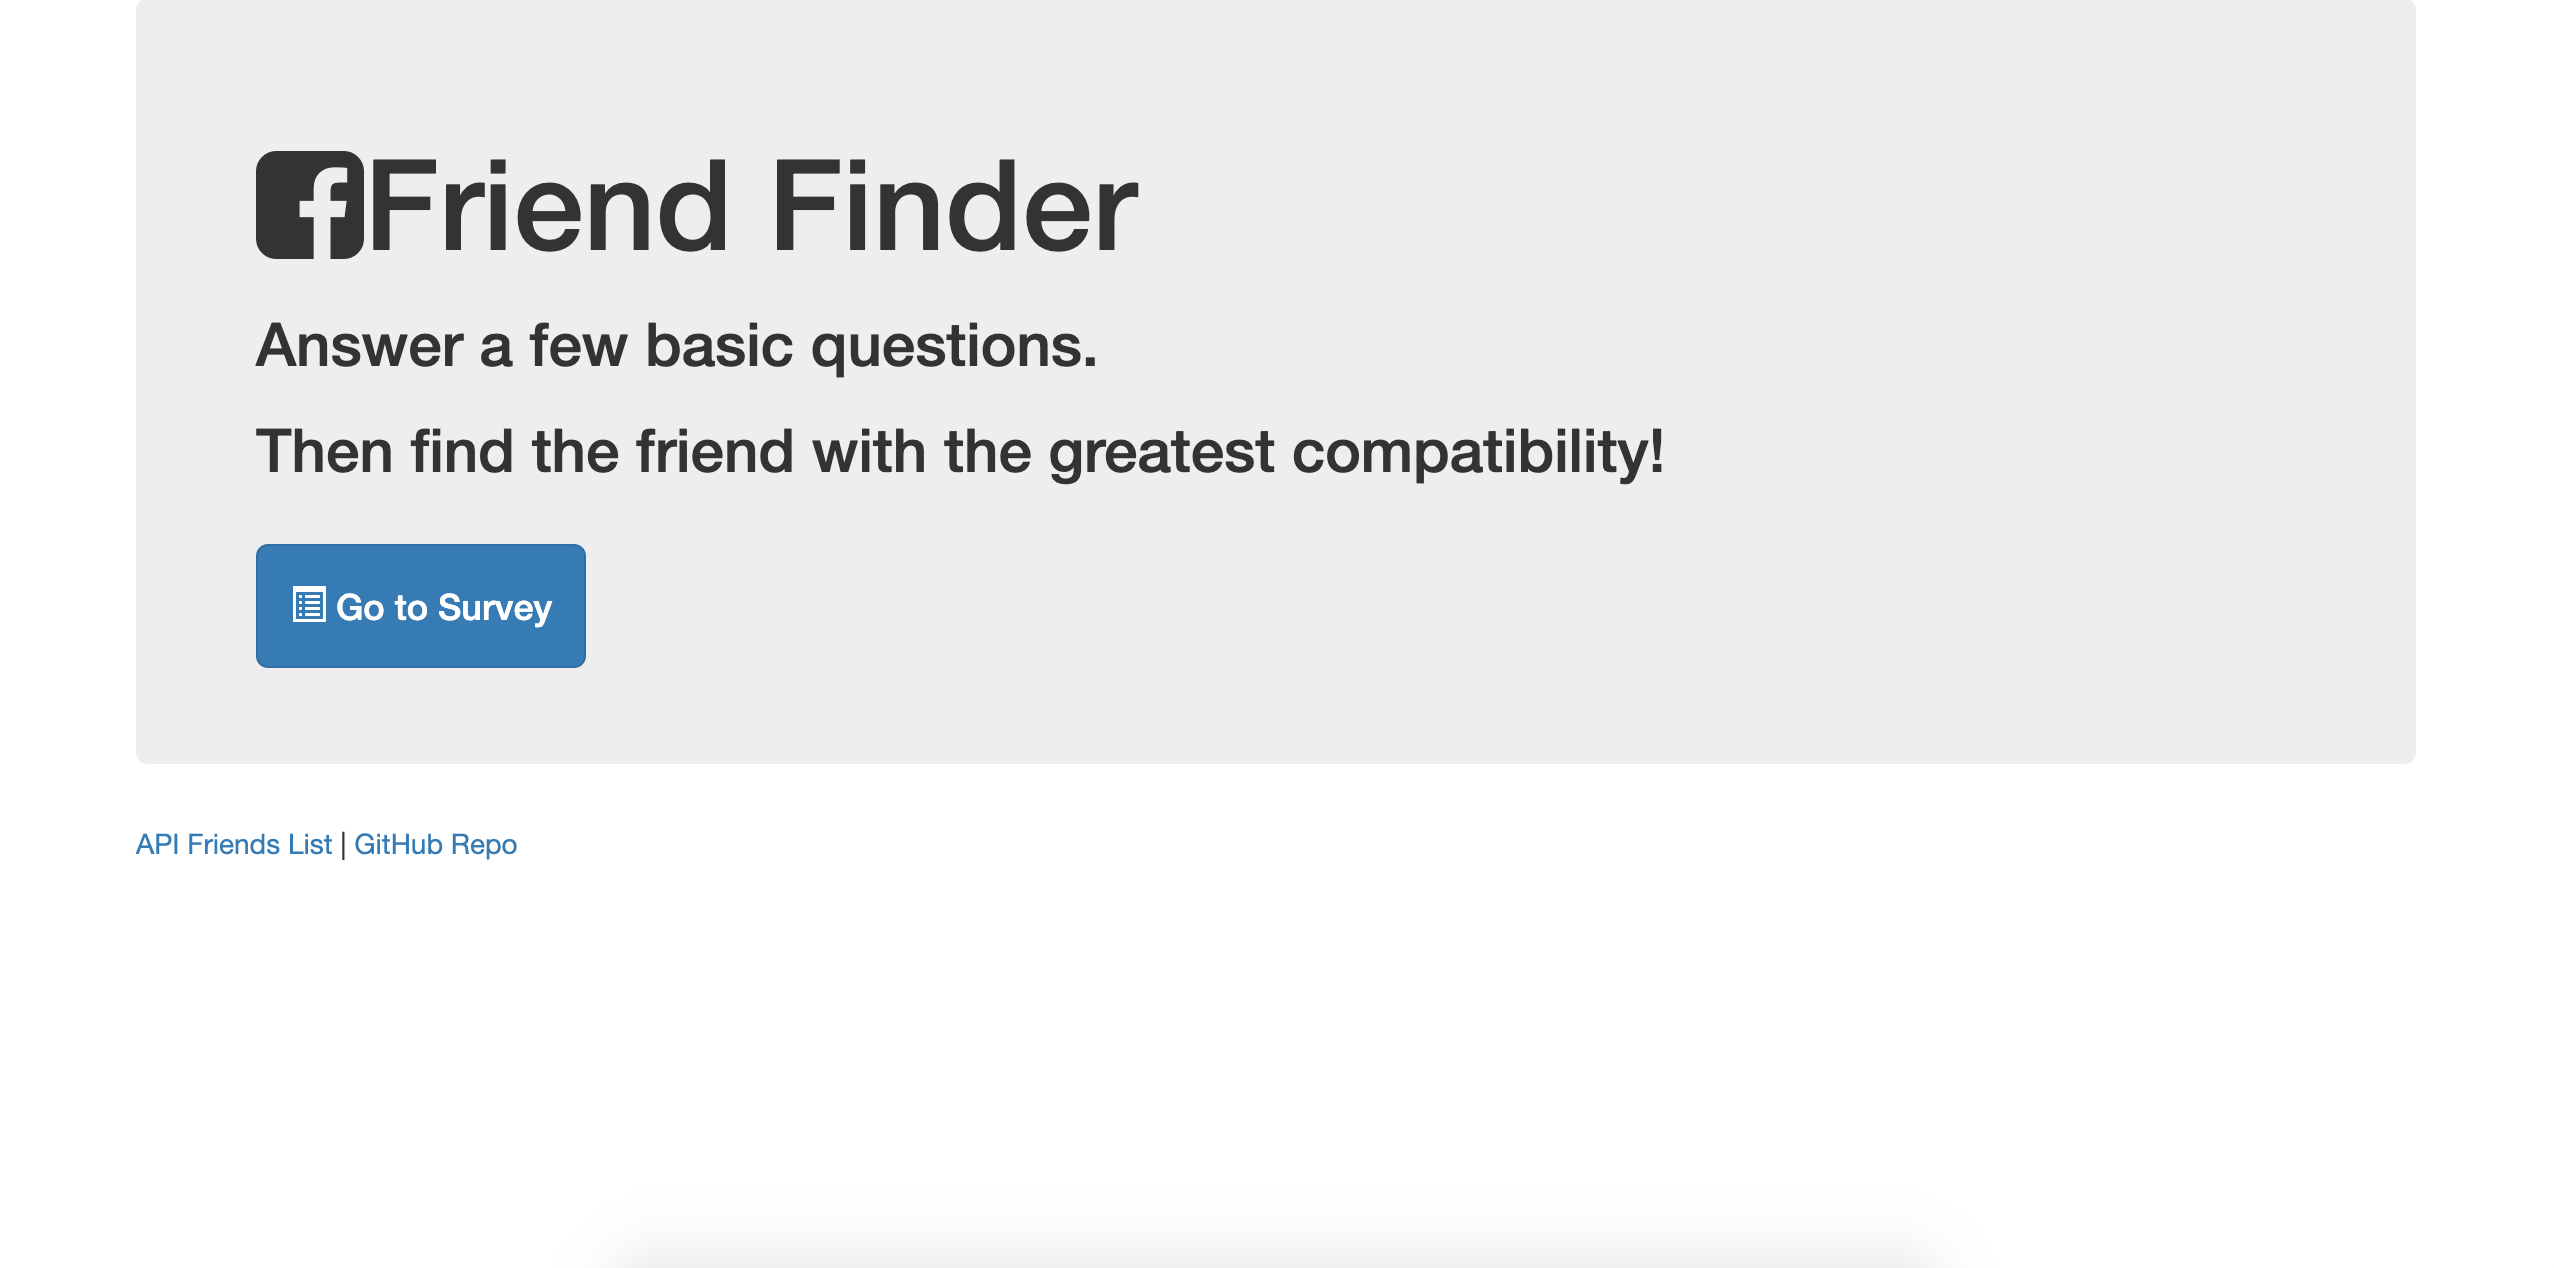 Friend Finder
Answer a few basic questions.
Then find the friend with the greatest compatibility!
Go to Survey
API Friends List | GitHub Repo